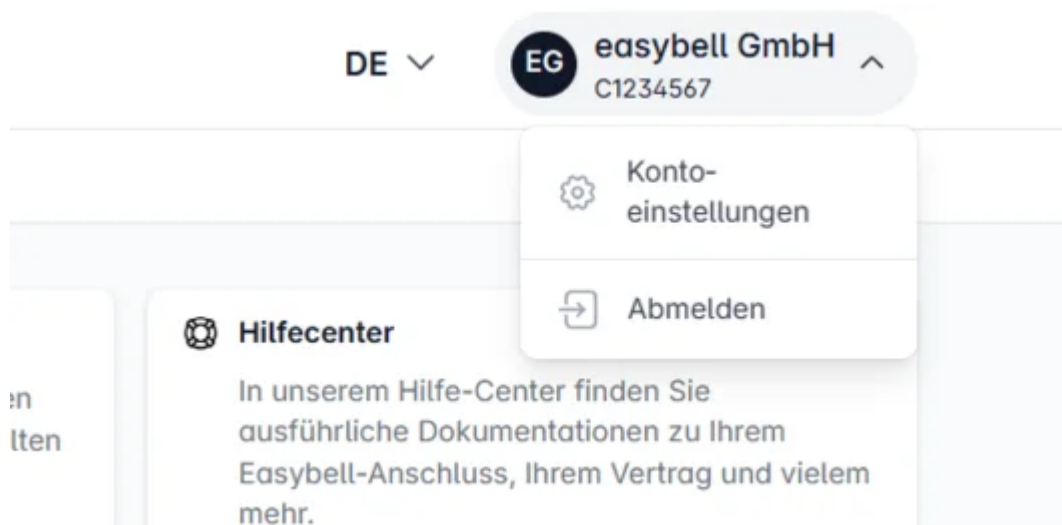 DE
EG
easybell GmbH
C1234567
Konto-
einstellungen
Abmelden
Hilfecenter
In unserem Hilfe-Center finden Sie
ausführliche Dokumentationen zu Ihrem
Easybell-Anschluss, Ihrem Vertrag und vielem
mehr.